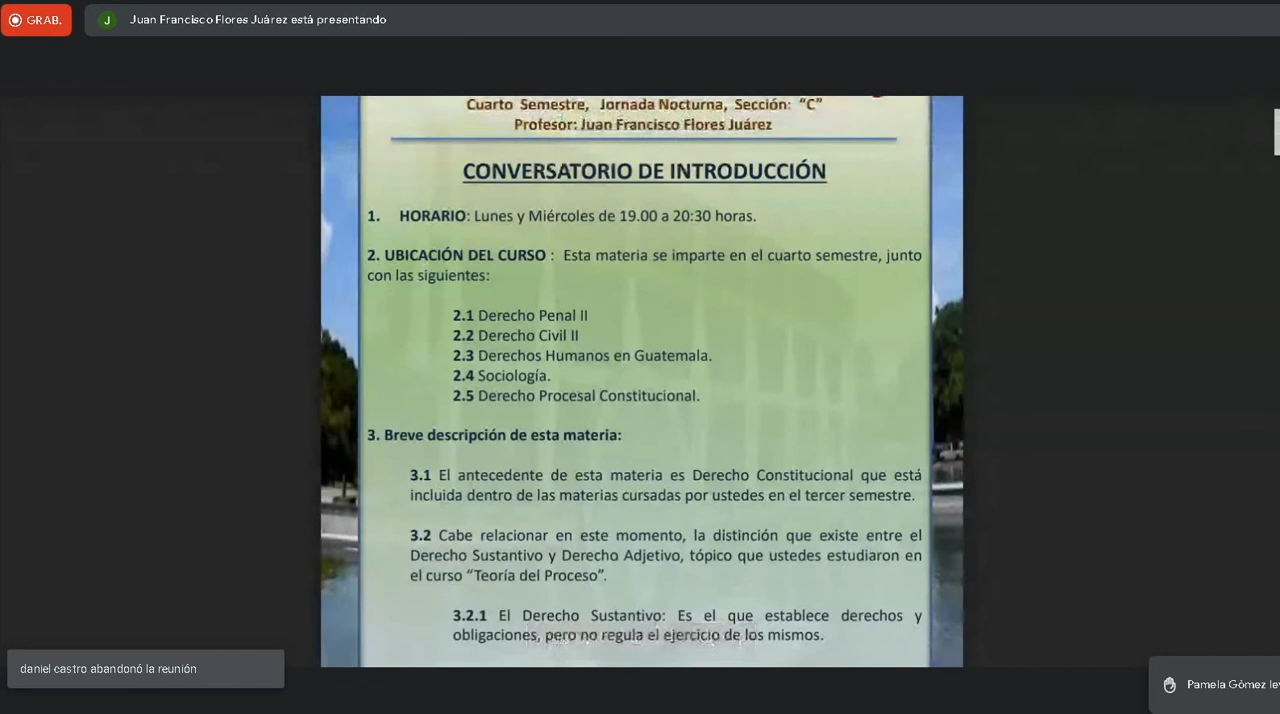 GRAB.
J
Juan Francisco Flores Juárez está presentando
Cuarto Semestre, Jornada Nocturna, Sección: “C”
Profesor: Juan Francisco Flores Juárez
CONVERSATORIO DE INTRODUCCIÓN
1. HORARIO: Lunes y Miércoles de 19.00 a 20:30 horas.
2. UBICACIÓN DEL CURSO : Esta materia se imparte en el cuarto semestre, junto
con las siguientes:
2.1 Derecho Penal II
2.2 Derecho Civil II
2.3 Derechos Humanos en Guatemala.
2.4 Sociología.
2.5 Derecho Procesal Constitucional.
3. Breve descripción de esta materia:
3.1 El antecedente de esta materia es Derecho Constitucional que está
incluida dentro de las materias cursadas por ustedes en el tercer semestre.
3.2 Cabe relacionar en este momento, la distinción que existe entre el
Derecho Sustantivo y Derecho Adjetivo, tópico que ustedes estudiaron en
el curso “Teoría del Proceso”.
3.2.1 El Derecho Sustantivo: Es el que establece derechos y
obligaciones, pero no regula el ejercicio de los mismos.
daniel castro abandonó la reunión
Pamela Gómez le